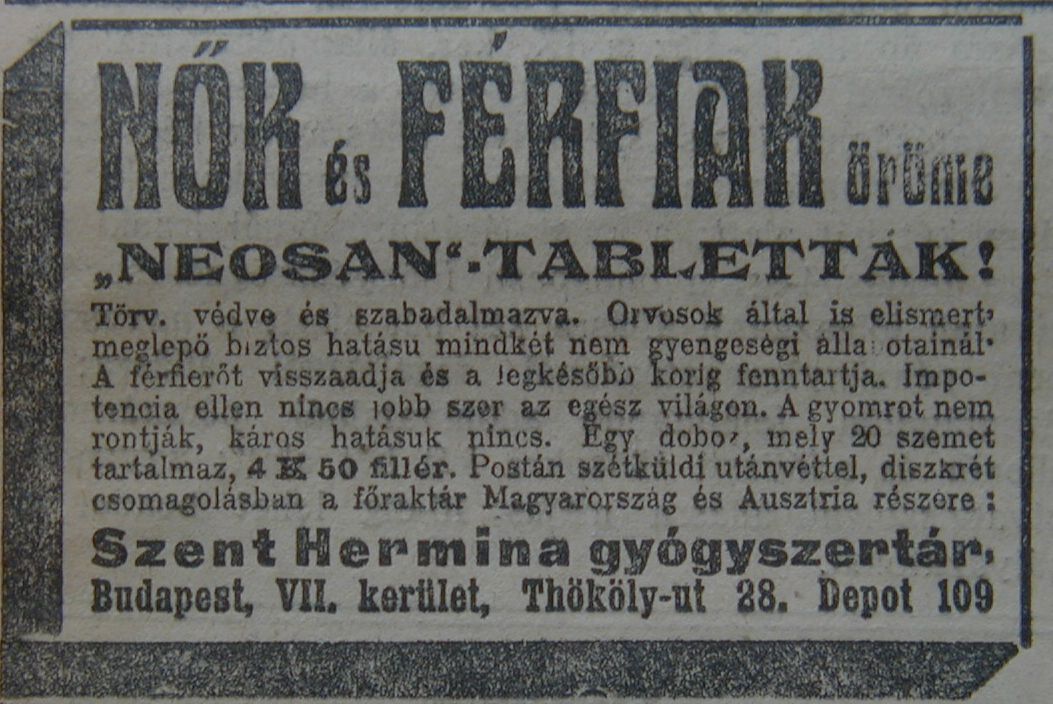 NŐK és FÉRFIAK öröme
„NEOSAN“-TABLETTÁK!
Törv. védve és szabadalmazva. Orvosok által is elismert,
meglepő biztos hatásu mindkét nem gyengeségi álla otainál.
A férfierőt visszaadja és a legkésőbb korig fenntartja. Impo-
tencia ellen nincs jobb szer az egész világon. A gyomrot nem
rontják, káros hatásuk nincs. Egy doboz, mely 20 szemet
tartalmaz, 4 K 50 fillér. Postán szétküldi utánvéttel, diszkrét
csomagolásban a főraktár Magyarország és Ausztria részére:
Szent Hermina gyógyszertár,
Budapest, VII. kerület, Thököly-ut 28. Depot 109